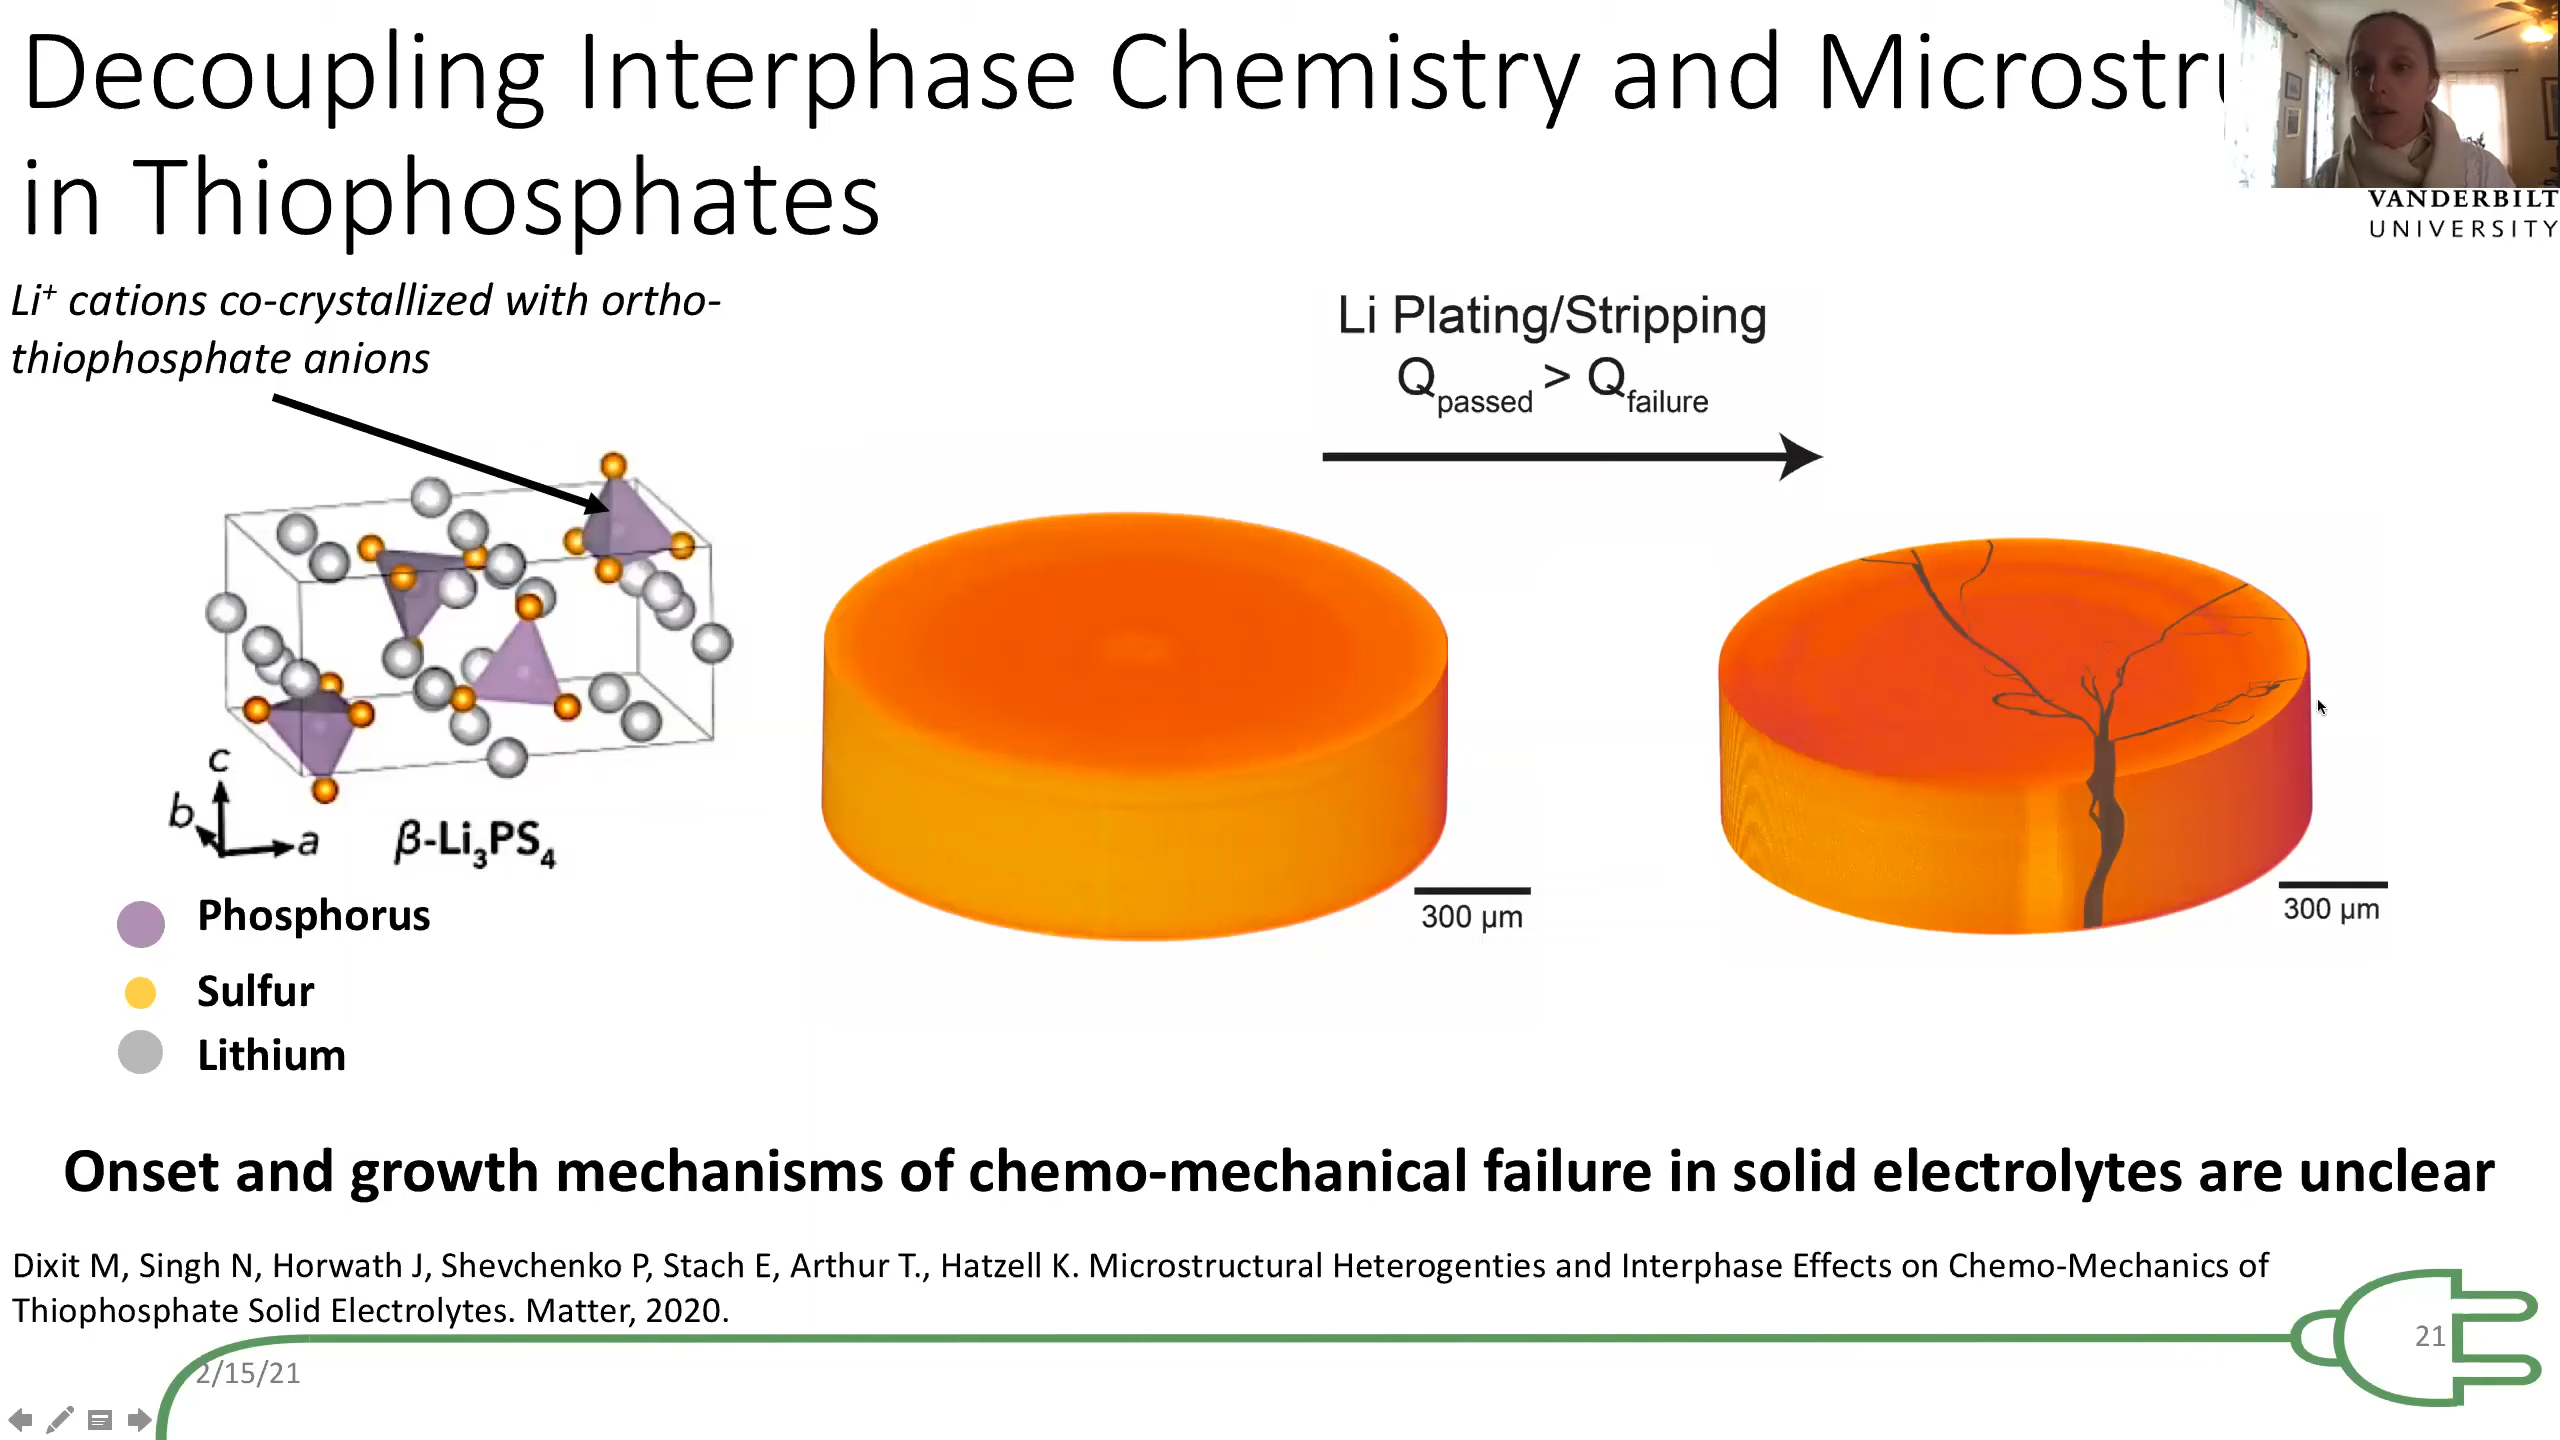 Decoupling Interphase Chemistry and Microstru
in Thiophosphates
VANDERBILT
UNIVERSITY
Li⁺ cations co-crystallized with ortho-
thiophosphate anions
Li Plating/Stripping
Q_passed > Q_failure
c
b
a
β-Li₃PS₄
300 µm
300 µm
Phosphorus
Sulfur
Lithium
Onset and growth mechanisms of chemo-mechanical failure in solid electrolytes are unclear
Dixit M, Singh N, Horwath J, Shevchenko P, Stach E, Arthur T., Hatzell K. Microstructural Heterogenties and Interphase Effects on Chemo-Mechanics of
Thiophosphate Solid Electrolytes. Matter, 2020.
21
2/15/21